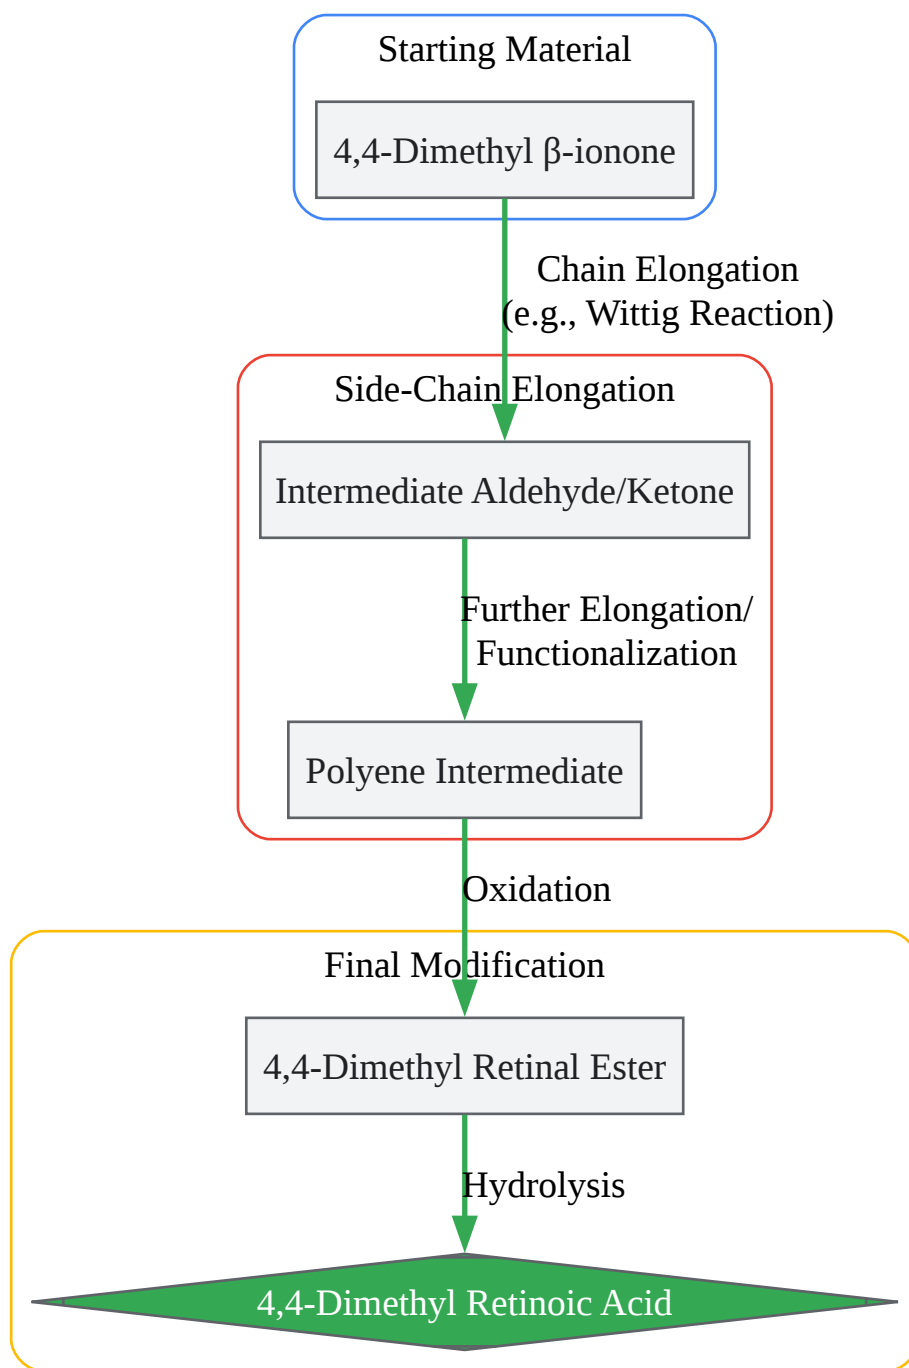 Starting Material
4,4-Dimethyl β-ionone
Chain Elongation
(e.g., Wittig Reaction)
Side-Chain Elongation
Intermediate Aldehyde/Ketone
Further Elongation/
Functionalization
Polyene Intermediate
Oxidation
Final Modification
4,4-Dimethyl Retinal Ester
Hydrolysis
4,4-Dimethyl Retinoic Acid